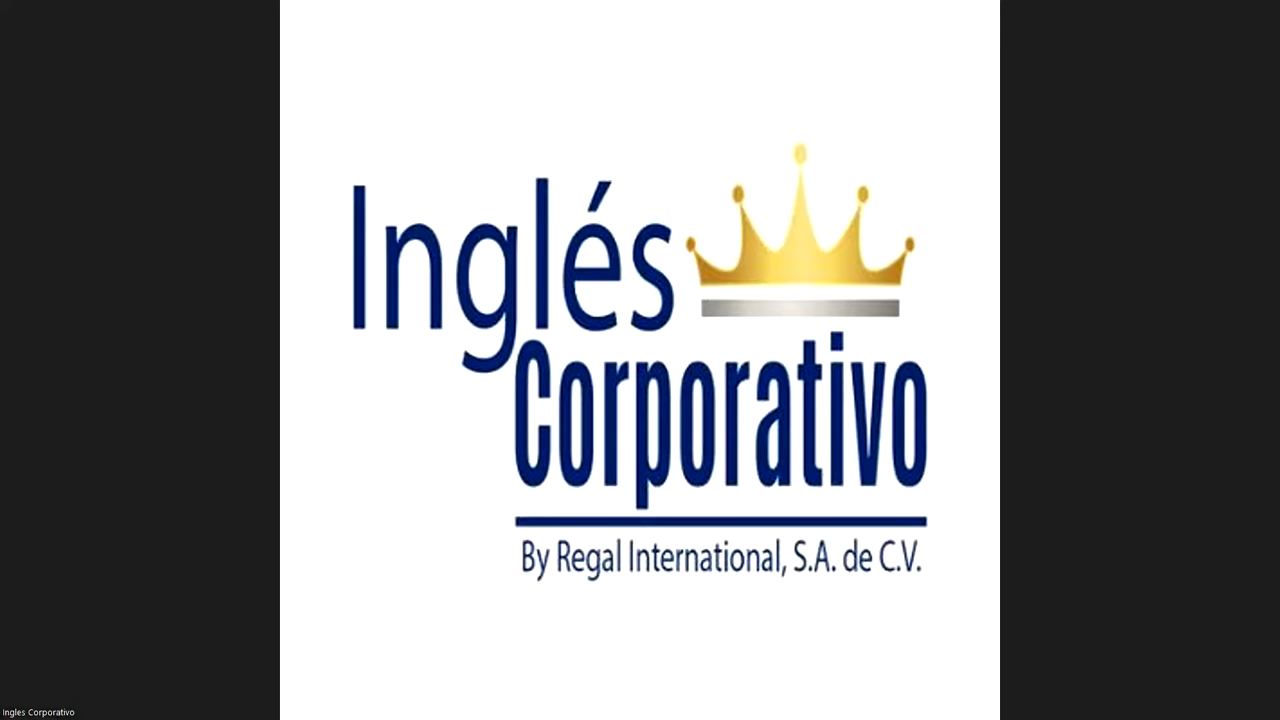 Inglés
Corporativo
By Regal International, S.A. de C.V.
Ingles Corporativo